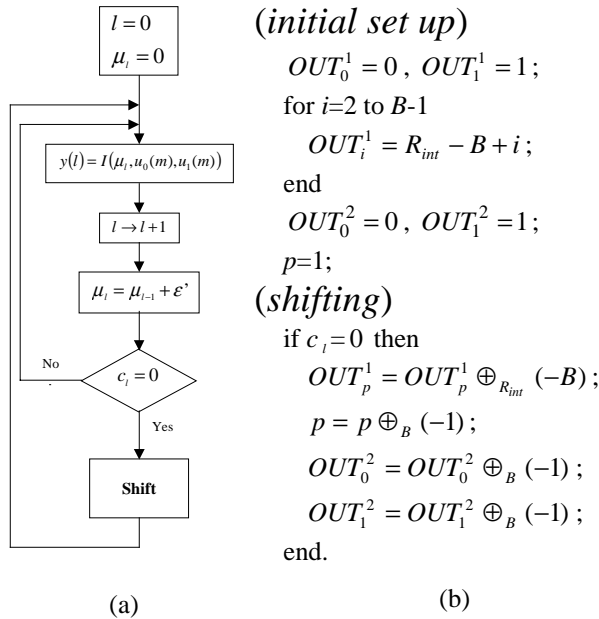 l = 0
μ_l = 0
y(l) = I(μ_l, u_0(m), u_1(m))
l → l + 1
μ_l = μ_{l-1} + ε'
c_l = 0
No
.
Yes
Shift
(a)
(initial set up)
OUT_0^1 = 0 , OUT_1^1 = 1 ;
for i=2 to B-1
OUT_i^1 = R_int − B + i ;
end
OUT_0^2 = 0 , OUT_1^2 = 1 ;
p=1;
(shifting)
if c_l = 0 then
OUT_p^1 = OUT_p^1 ⊕_{R_int} (−B) ;
p = p ⊕_B (−1) ;
OUT_0^2 = OUT_0^2 ⊕_B (−1) ;
OUT_1^2 = OUT_1^2 ⊕_B (−1) ;
end.
(b)